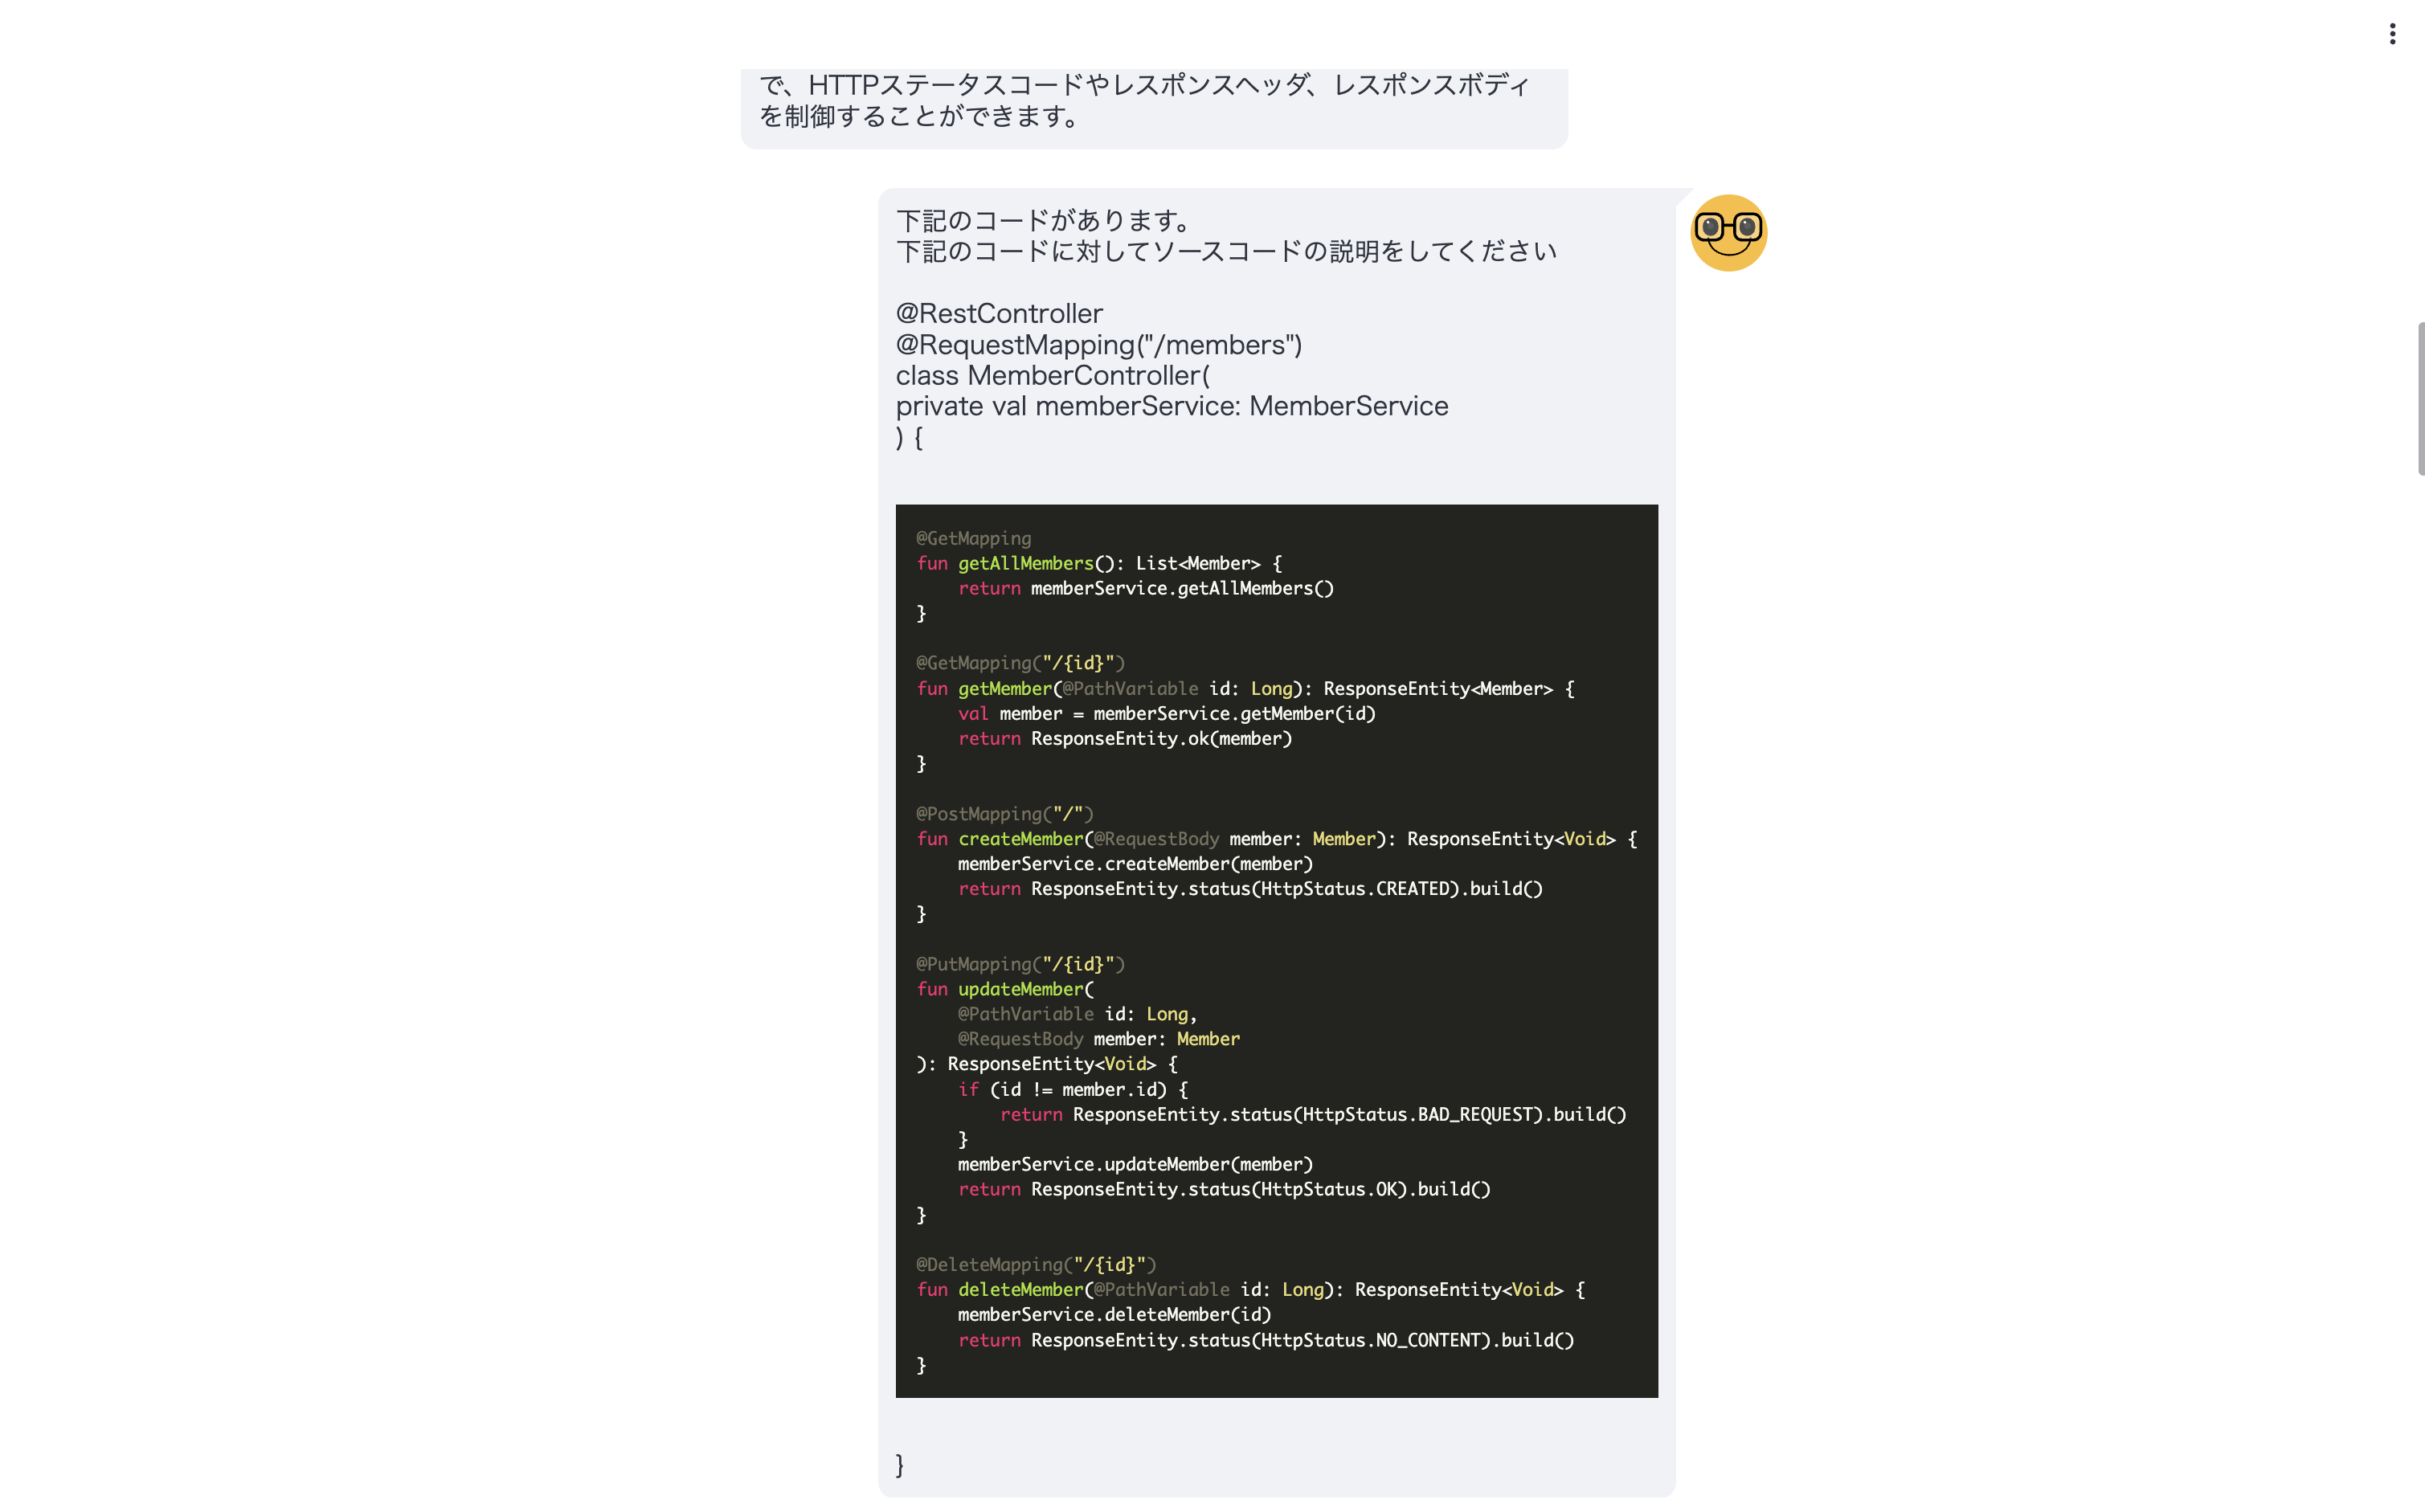 で、HTTPステータスコードやレスポンスヘッダ、レスポンスボディ
を制御することができます。
下記のコードがあります。
下記のコードに対してソースコードの説明をしてください
@RestController
@RequestMapping("/members")
class MemberController(
private val memberService: MemberService
) {
@GetMapping
fun getAllMembers(): List<Member> {
    return memberService.getAllMembers()
}
@GetMapping("/{id}")
fun getMember(@PathVariable id: Long): ResponseEntity<Member> {
    val member = memberService.getMember(id)
    return ResponseEntity.ok(member)
}
@PostMapping("/")
fun createMember(@RequestBody member: Member): ResponseEntity<Void> {
    memberService.createMember(member)
    return ResponseEntity.status(HttpStatus.CREATED).build()
}
@PutMapping("/{id}")
fun updateMember(
    @PathVariable id: Long,
    @RequestBody member: Member
): ResponseEntity<Void> {
    if (id != member.id) {
        return ResponseEntity.status(HttpStatus.BAD_REQUEST).build()
    }
    memberService.updateMember(member)
    return ResponseEntity.status(HttpStatus.OK).build()
}
@DeleteMapping("/{id}")
fun deleteMember(@PathVariable id: Long): ResponseEntity<Void> {
    memberService.deleteMember(id)
    return ResponseEntity.status(HttpStatus.NO_CONTENT).build()
}
}